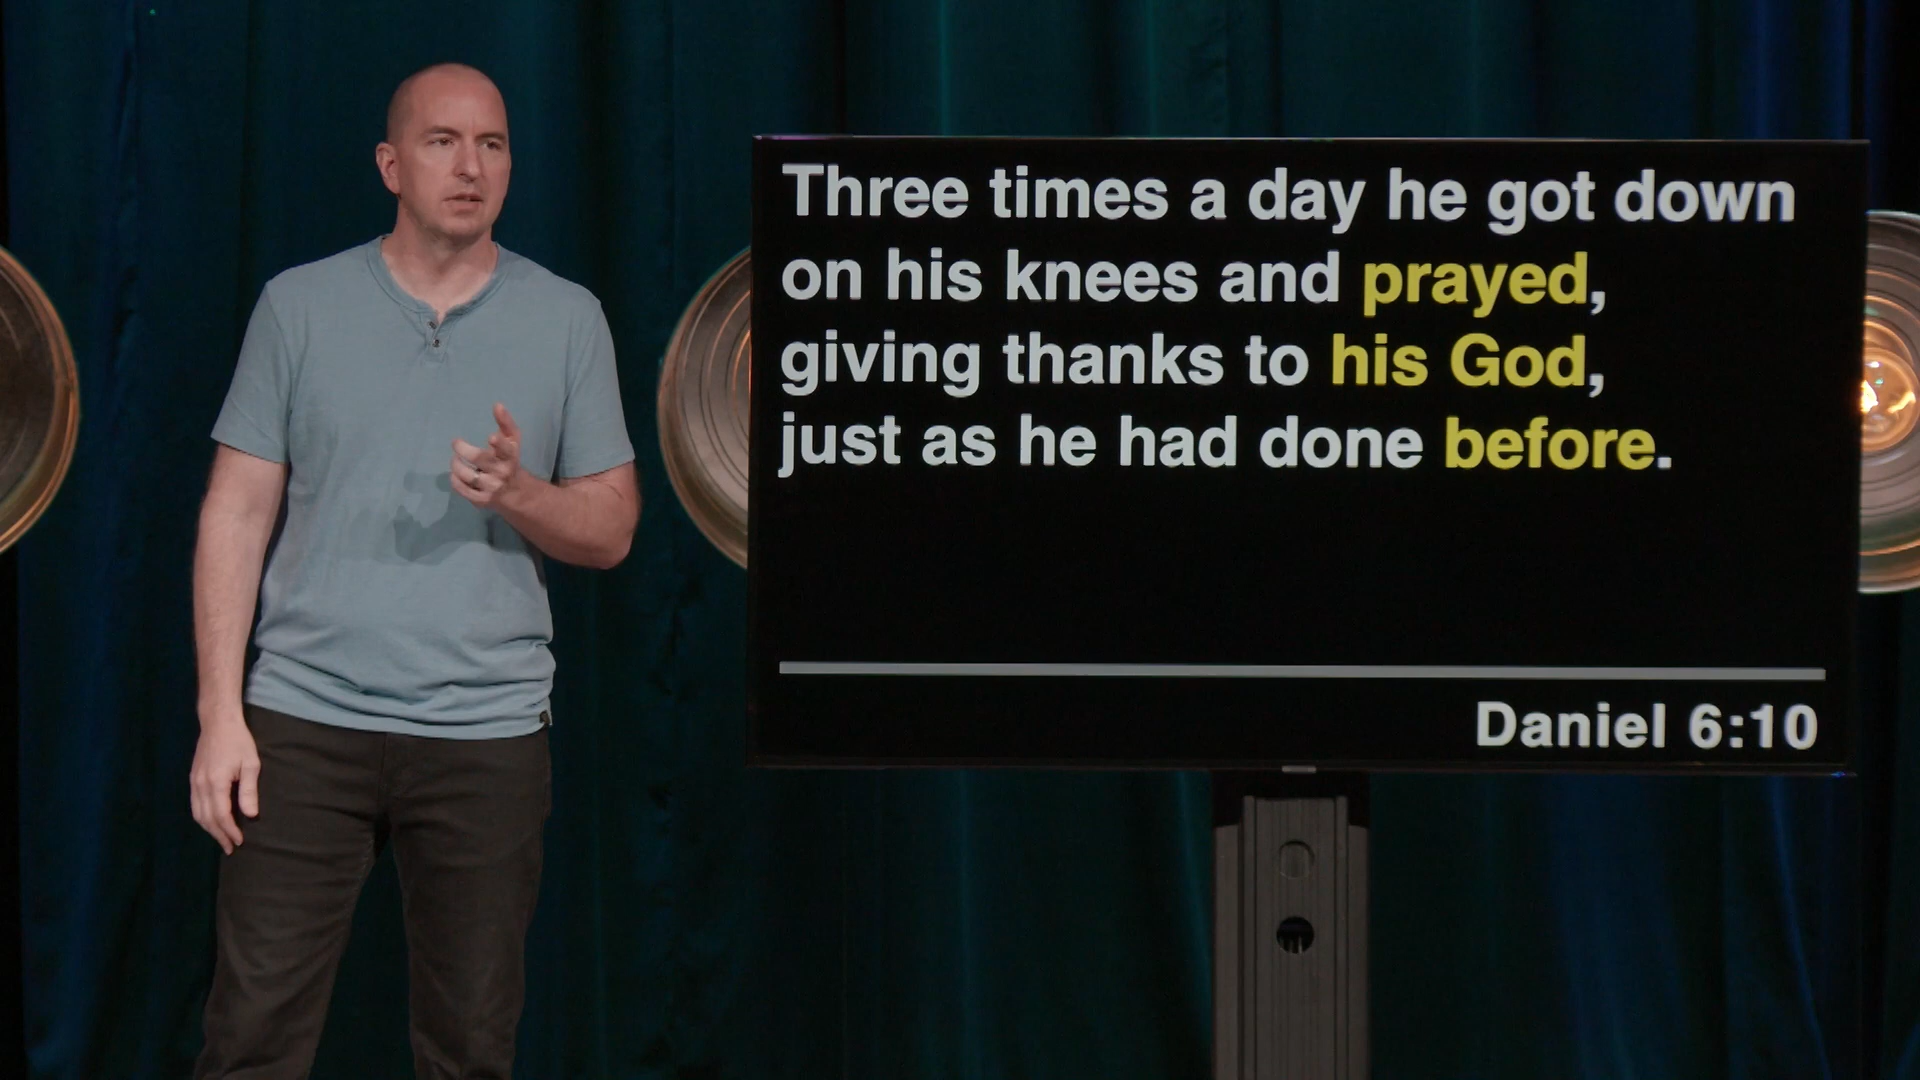 Three times a day he got down
on his knees and prayed,
giving thanks to his God,
just as he had done before.
Daniel 6:10